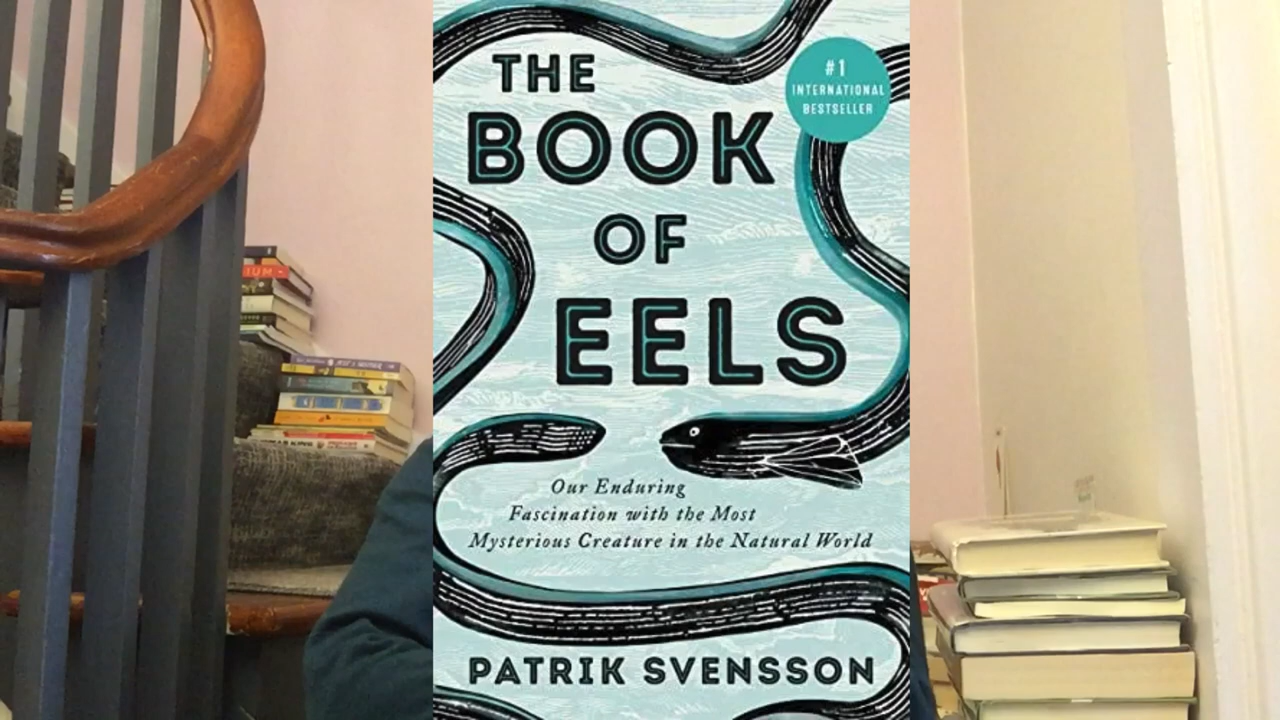 THE
BOOK
OF
EELS
#1
INTERNATIONAL
BESTSELLER
Our Enduring
Fascination with the Most
Mysterious Creature in the Natural World
PATRIK SVENSSON
IUM